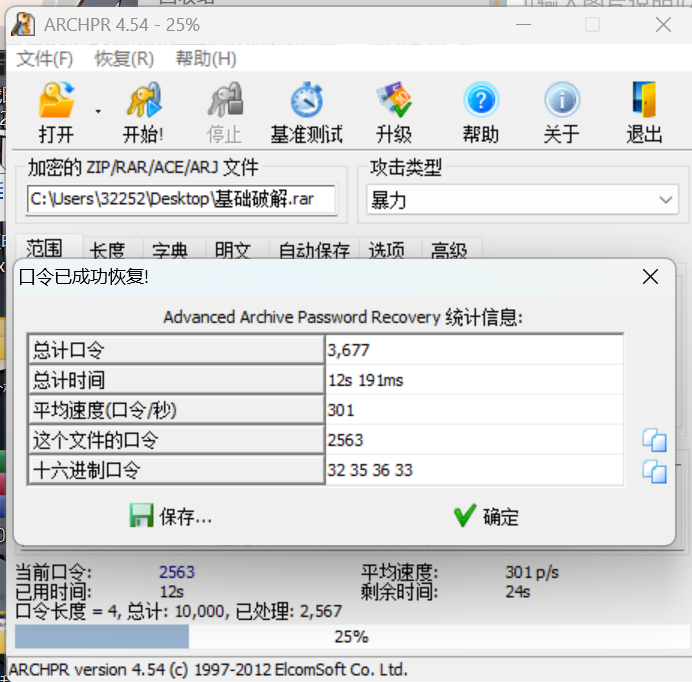 ARCHPR 4.54 - 25%
文件(F) 恢复(R) 帮助(H)
打开 开始! 停止 基准测试 升级 帮助 关于 退出
加密的 ZIP/RAR/ACE/ARJ 文件 攻击类型
C:\Users\32252\Desktop\基础破解.rar 暴力
范围 长度 字典 明文 自动保存 选项 高级
口令已成功恢复!
Advanced Archive Password Recovery 统计信息:
总计口令 3,677
总计时间 12s 191ms
平均速度(口令/秒) 301
这个文件的口令 2563
十六进制口令 32 35 36 33
保存... 确定
当前口令: 2563 平均速度: 301 p/s
已用时间: 12s 剩余时间: 24s
口令长度 = 4, 总计: 10,000, 已处理: 2,567
25%
ARCHPR version 4.54 (c) 1997-2012 ElcomSoft Co. Ltd.